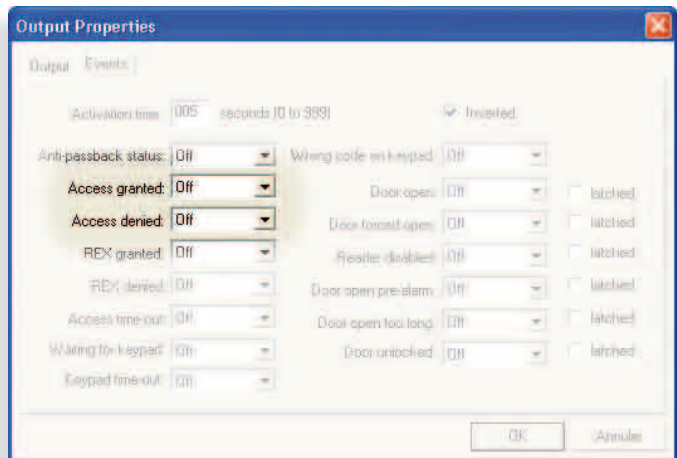 Output Properties
Output Events
Activation time: 005 seconds (0 to 999) Inverted
Anti-passback status: Off Wrong code on keypad: Off
Access granted: Off Door open: Off latched
Access denied: Off Door forced open: Off latched
REX granted: Off Reader disabled: Off latched
REX denied: Off Door open pre-alarm: Off latched
Access time-out: Off Door open too long: Off latched
Waiting for keypad: Off Door unlocked: Off latched
Keypad time-out: Off
OK Annuler